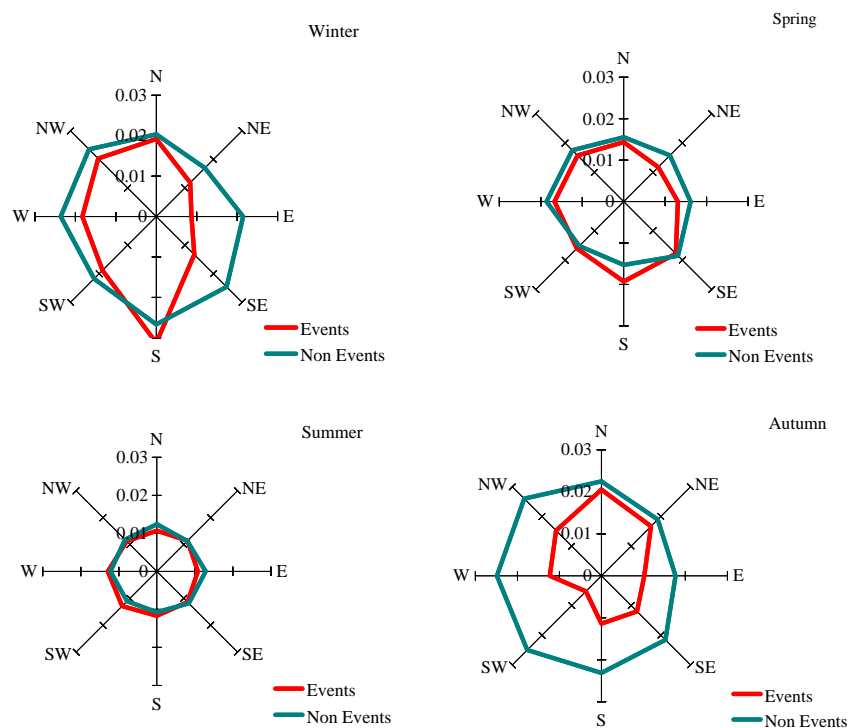 Winter
N
0.03
NW
NE
0.02
0.01
W
0
E
SW
SE
S
Events
Non Events
Spring
N
0.03
NW
NE
0.02
0.01
W
0
E
SW
SE
S
Events
Non Events
Summer
N
0.03
NW
NE
0.02
0.01
W
0
E
SW
SE
S
Events
Non Events
Autumn
N
0.03
NW
NE
0.02
0.01
W
0
E
SW
SE
S
Events
Non Events